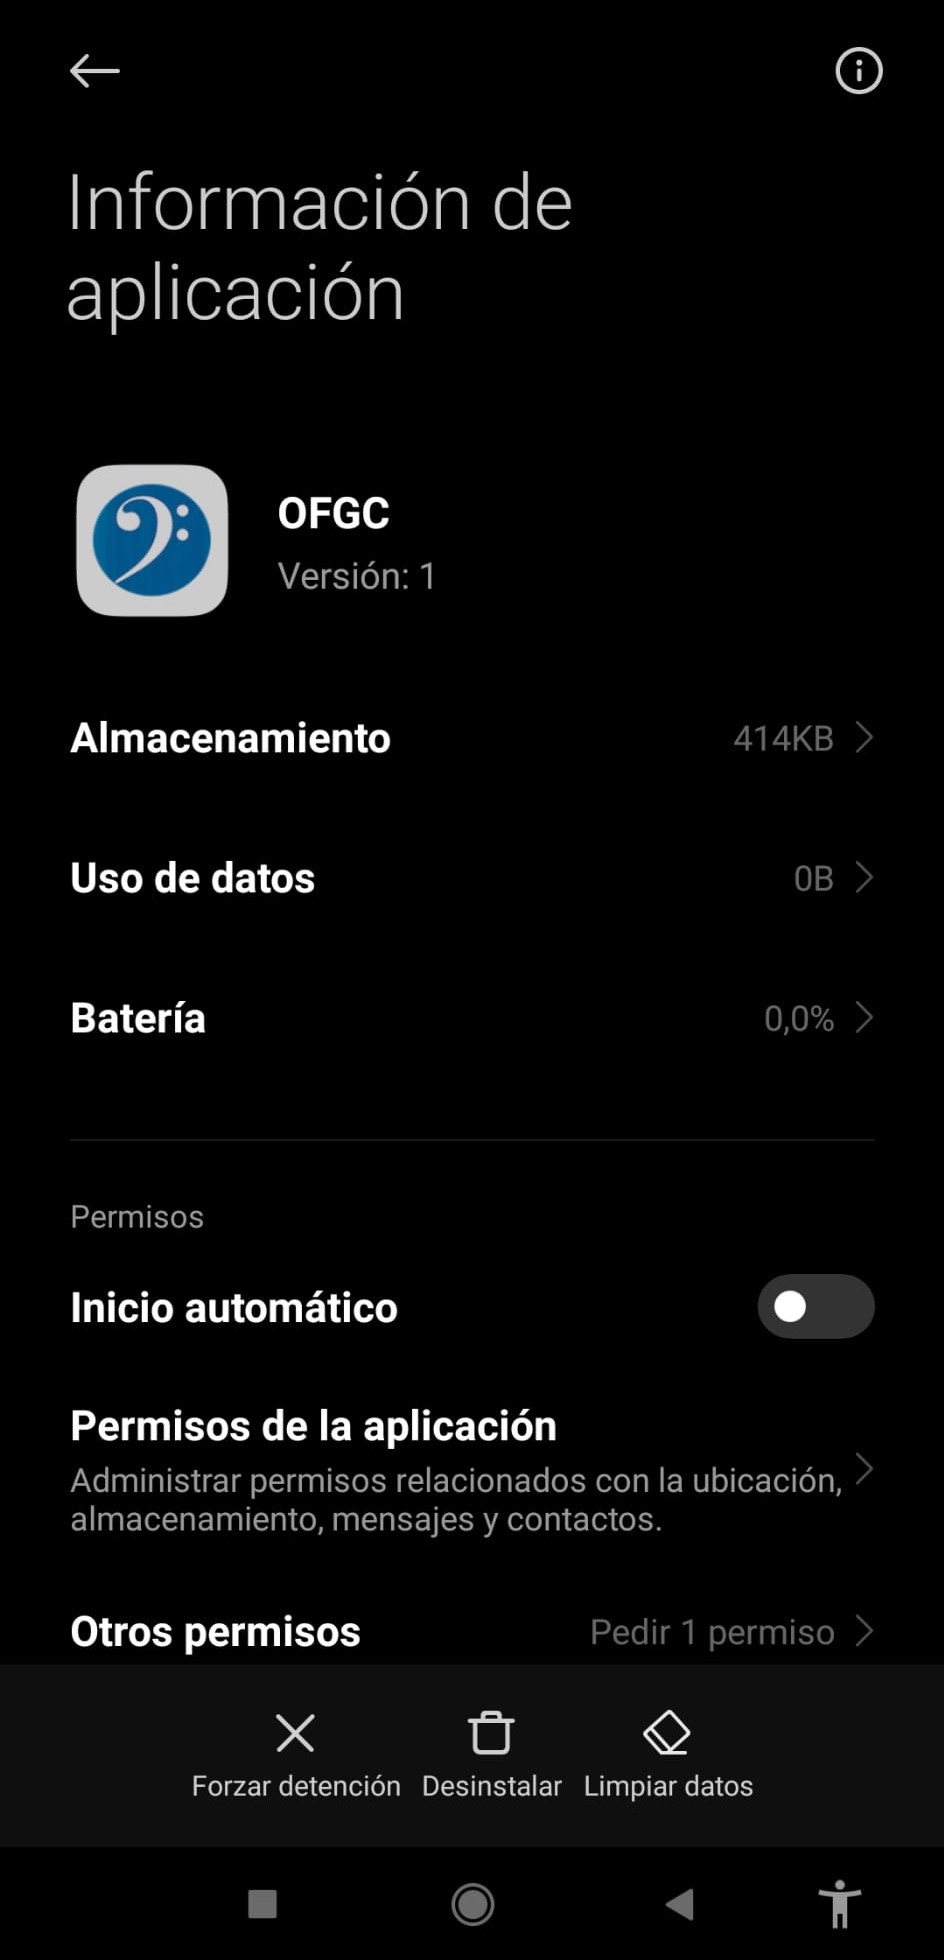 Información de
aplicación
OFGC
Versión: 1
Almacenamiento 414KB
Uso de datos 0B
Batería 0,0%
Permisos
Inicio automático
Permisos de la aplicación
Administrar permisos relacionados con la ubicación,
almacenamiento, mensajes y contactos.
Otros permisos Pedir 1 permiso
Forzar detención Desinstalar Limpiar datos